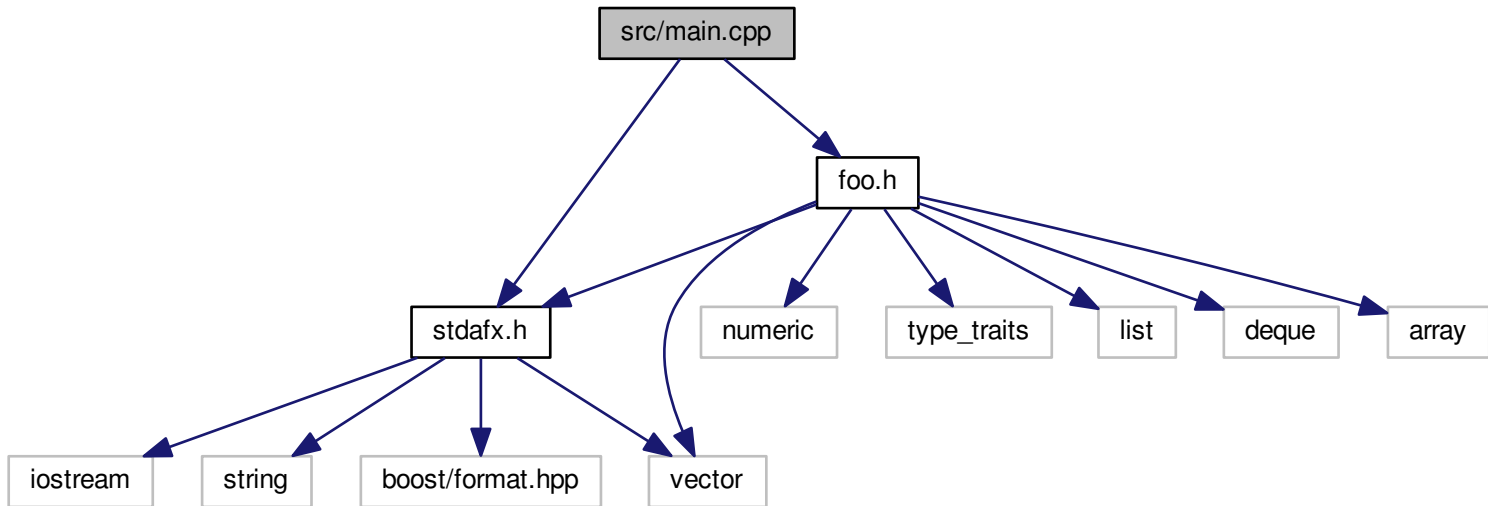 src/main.cpp
foo.h
stdafx.h
numeric
type_traits
list
deque
array
iostream
string
boost/format.hpp
vector